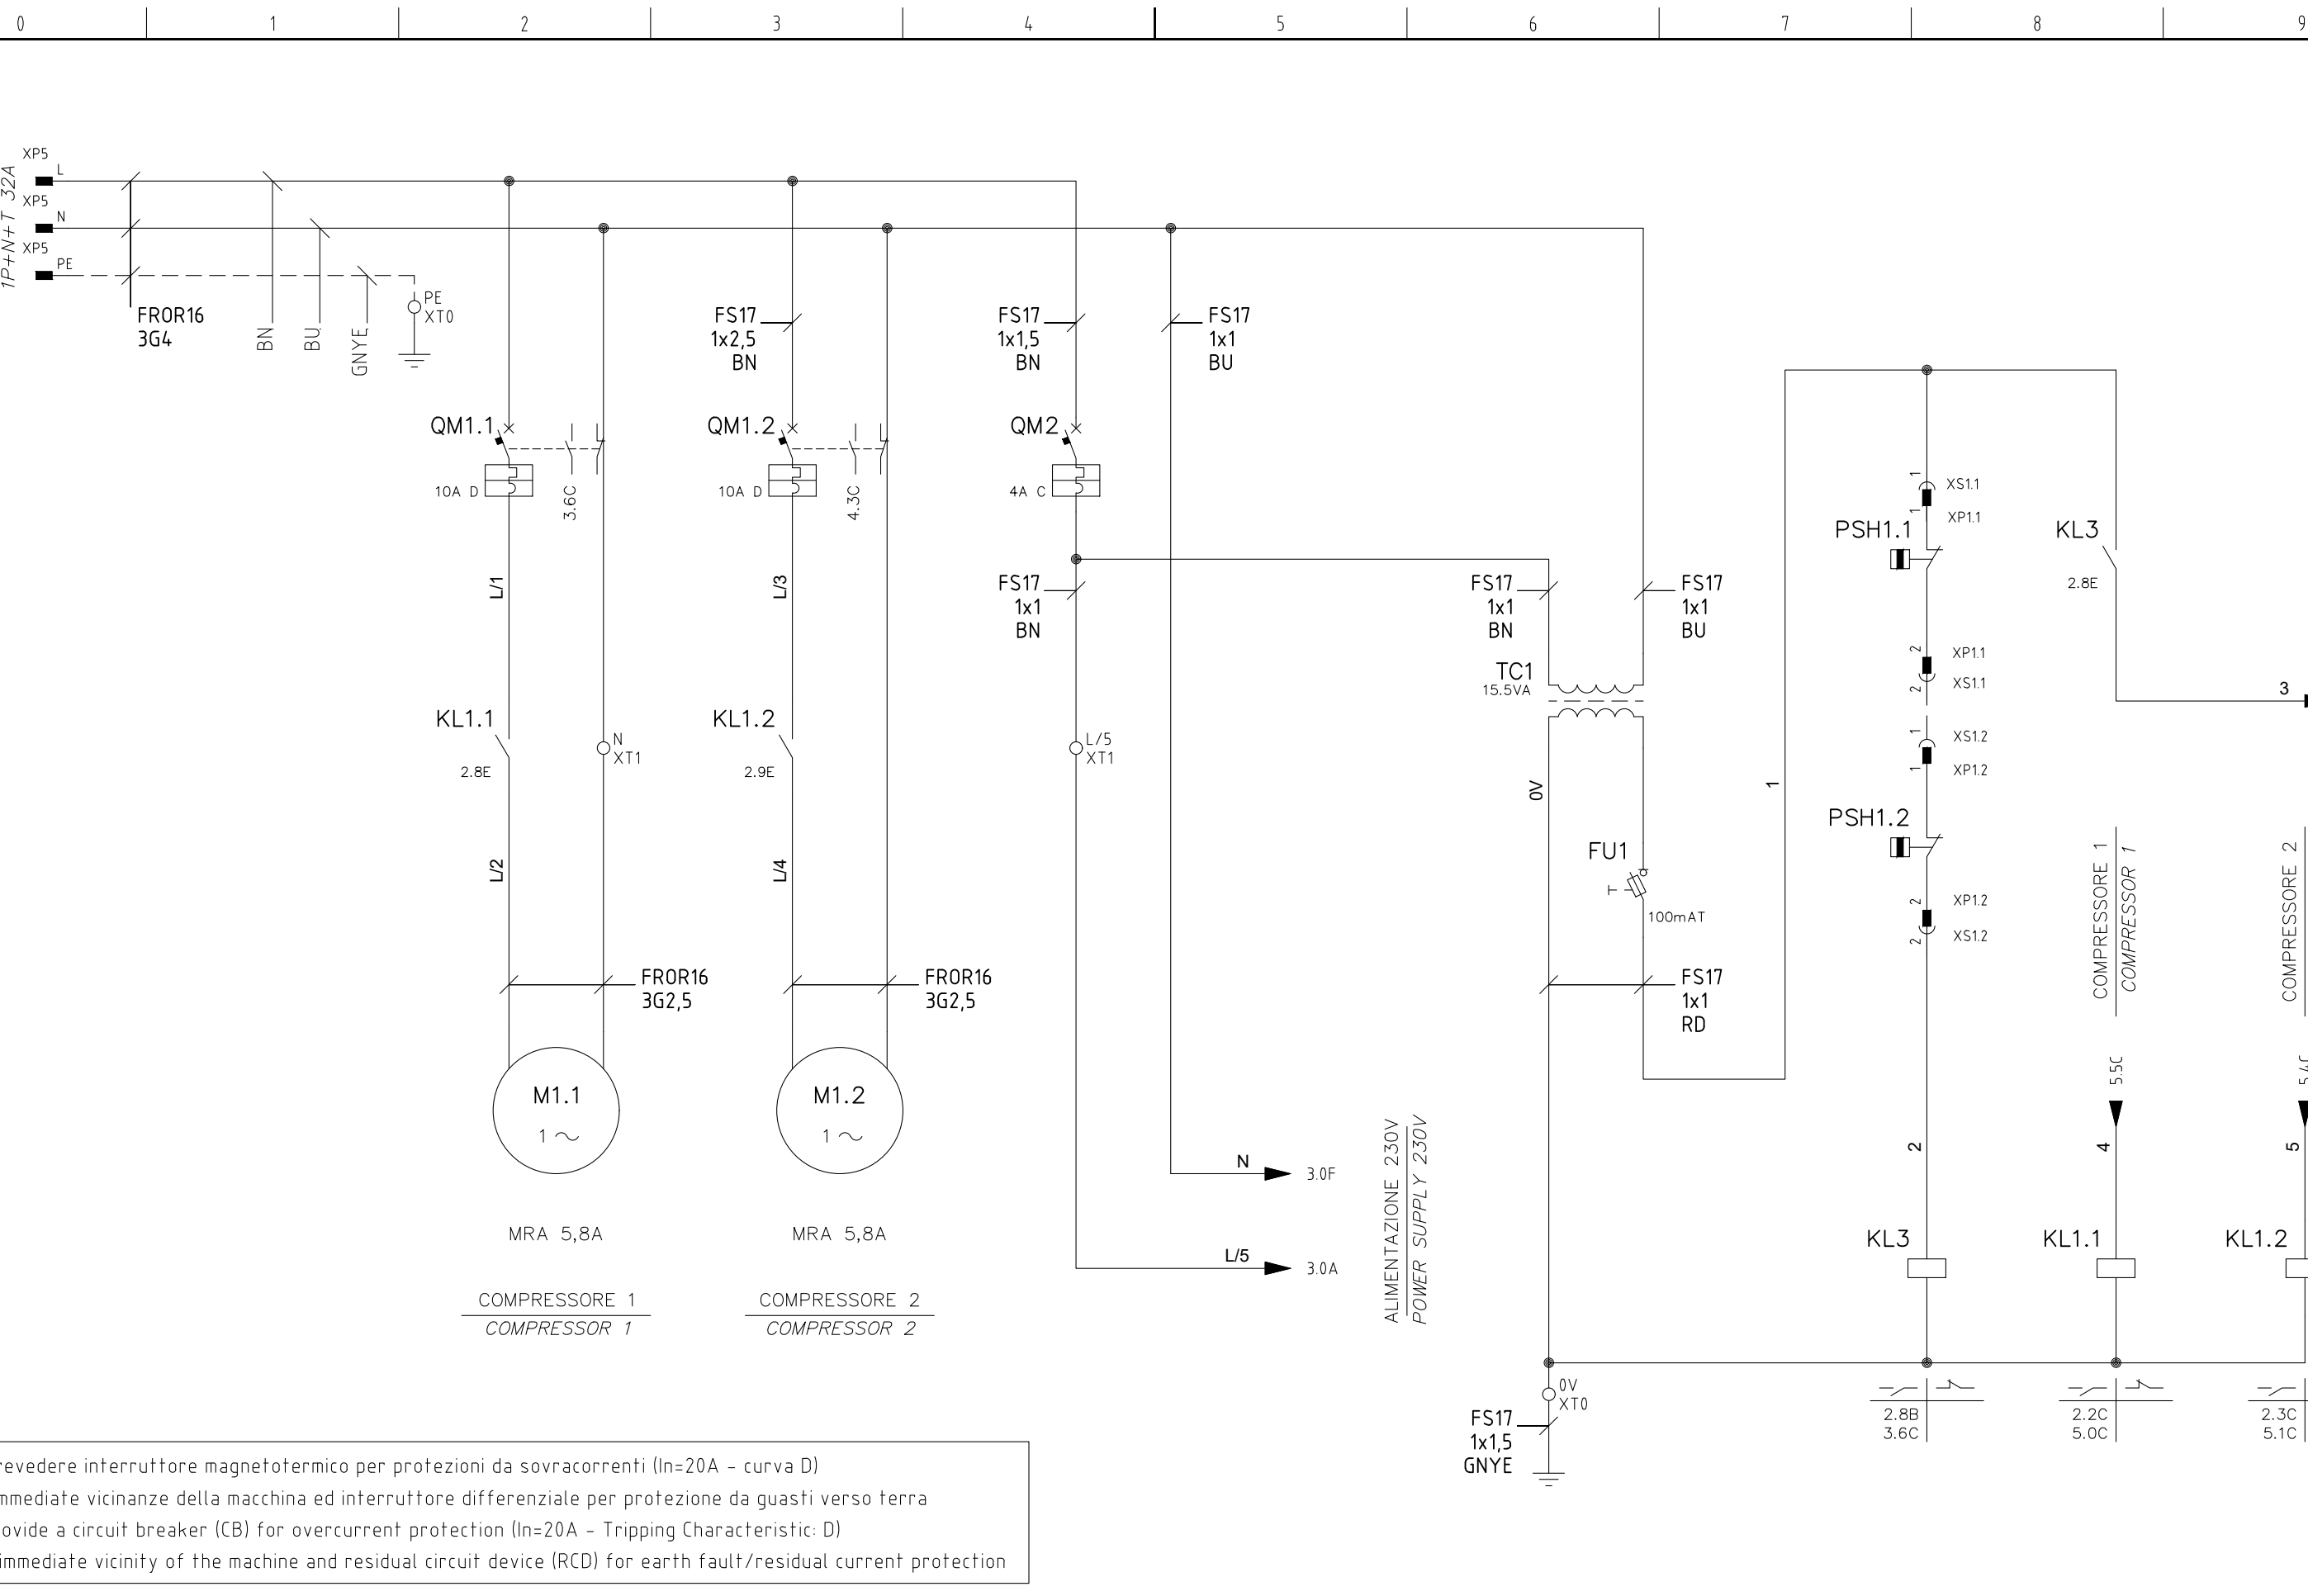 0 1 2 3 4 5 6 7 8 9
1P+N+T 32A
XP5
L
XP5
N
XP5
PE
FROR16
3G4
BN
BU
GNYE
PE
XT0
FS17
1x2,5
BN
FS17
1x1,5
BN
FS17
1x1
BU
QM1.1
10A D
3.6C
QM1.2
10A D
4.3C
QM2
4A C
L/1
L/3
FS17
1x1
BN
FS17
1x1
BN
FS17
1x1
BU
TC1
15.5VA
KL1.1
2.8E
N
XT1
KL1.2
2.9E
L/5
XT1
0V
1
FU1
100mAT
L/2
L/4
FROR16
3G2,5
FROR16
3G2,5
FS17
1x1
RD
M1.1
1
M1.2
1
MRA 5,8A
MRA 5,8A
COMPRESSORE 1
COMPRESSOR 1
COMPRESSORE 2
COMPRESSOR 2
N
3.0F
L/5
3.0A
ALIMENTAZIONE 230V
POWER SUPPLY 230V
1
XS1.1
1
XP1.1
PSH1.1
2
XP1.1
2
XS1.1
1
XS1.2
1
XP1.2
PSH1.2
2
XP1.2
2
XS1.2
KL3
2.8E
3
COMPRESSORE 1
COMPRESSOR 1
COMPRESSORE 2
5.5C
2
4
5
KL3
KL1.1
KL1.2
0V
XT0
FS17
1x1,5
GNYE
2.8B
3.6C
2.2C
5.0C
2.3C
5.1C
revedere interruttore magnetotermico per protezioni da sovracorrenti (In=20A - curva D)
mmediate vicinanze della macchina ed interruttore differenziale per protezione da guasti verso terra
ovide a circuit breaker (CB) for overcurrent protection (In=20A - Tripping Characteristic: D)
immediate vicinity of the machine and residual circuit device (RCD) for earth fault/residual current protection